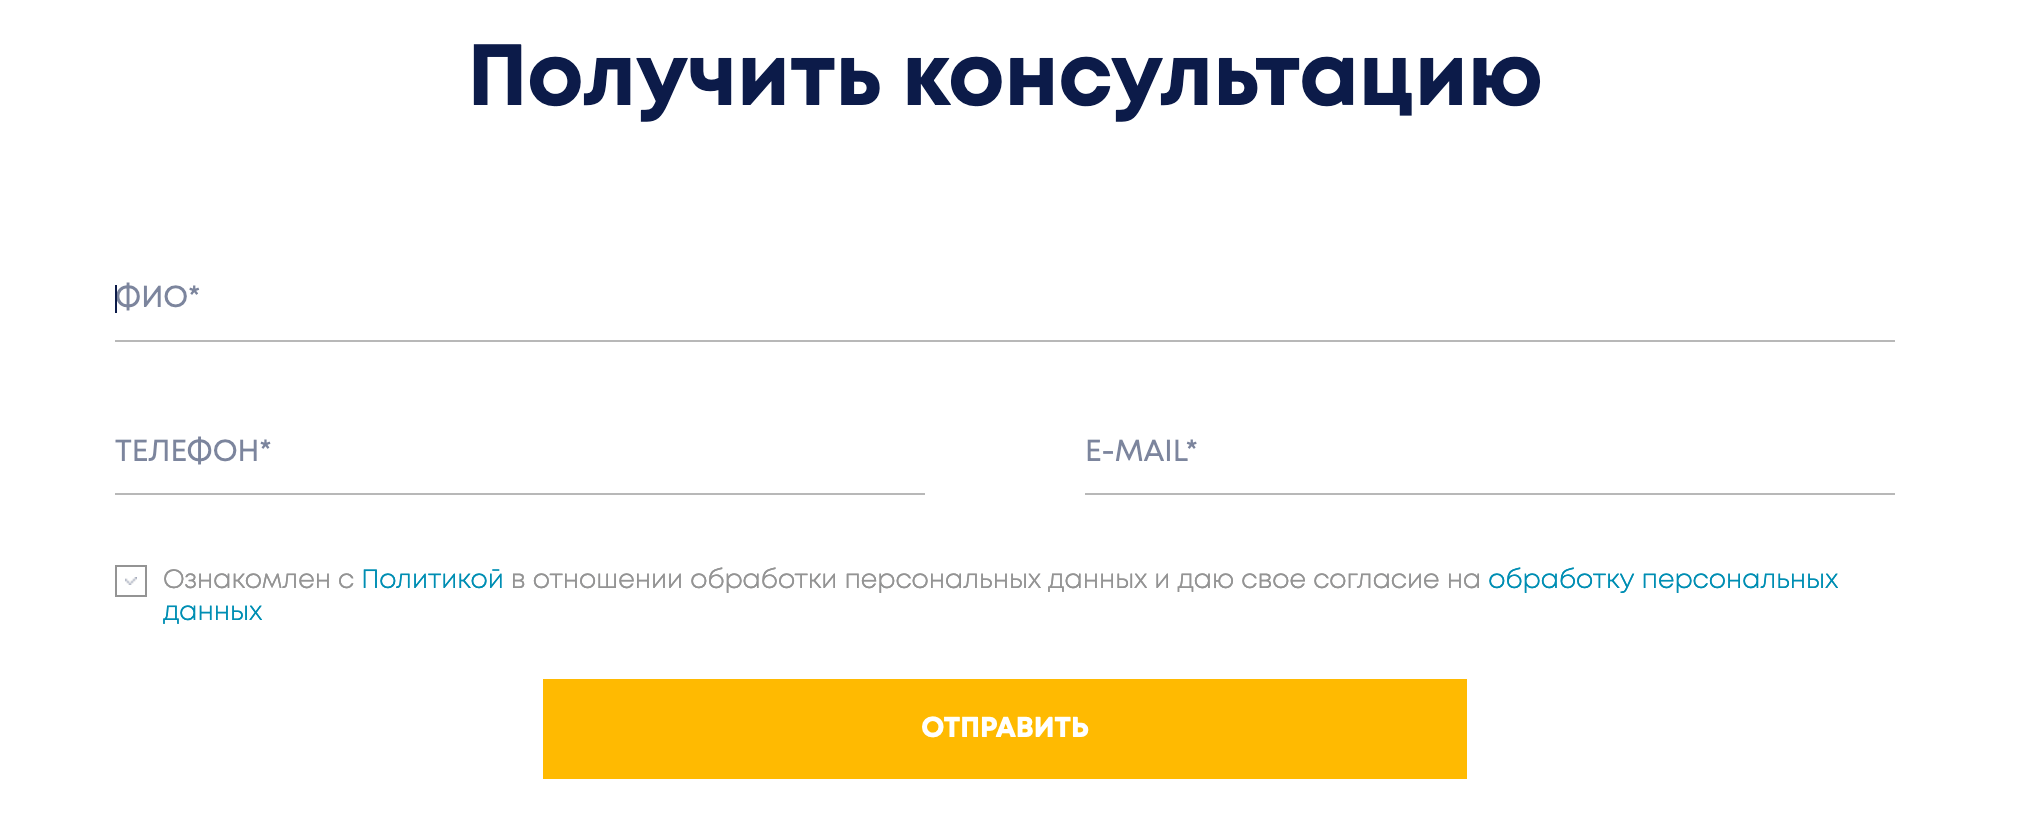 Получить консультацию
ФИО*
ТЕЛЕФОН*
E-MAIL*
Ознакомлен с Политикой в отношении обработки персональных данных и даю свое согласие на обработку персональных
данных
ОТПРАВИТЬ